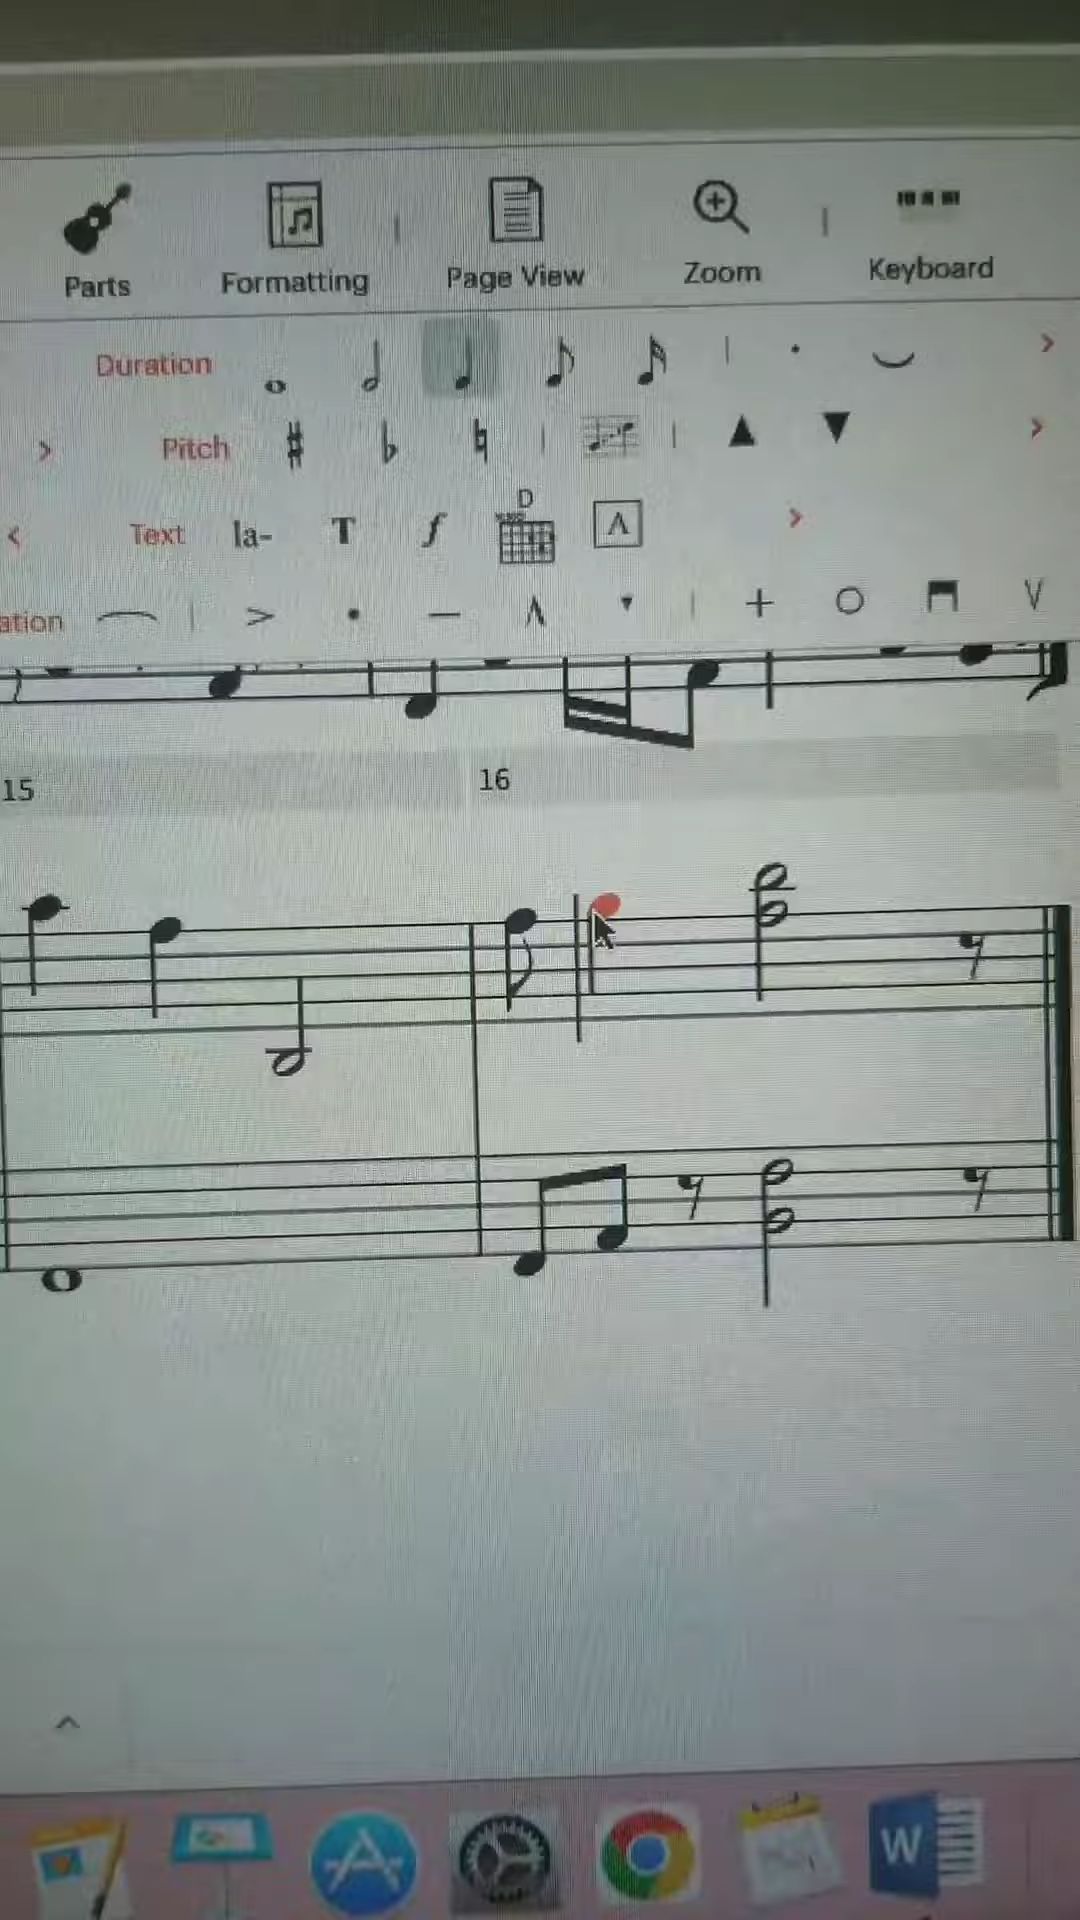 Parts Formatting Page View Zoom Keyboard
Duration
Pitch
D
Text la- T f A
ation
15 16
W